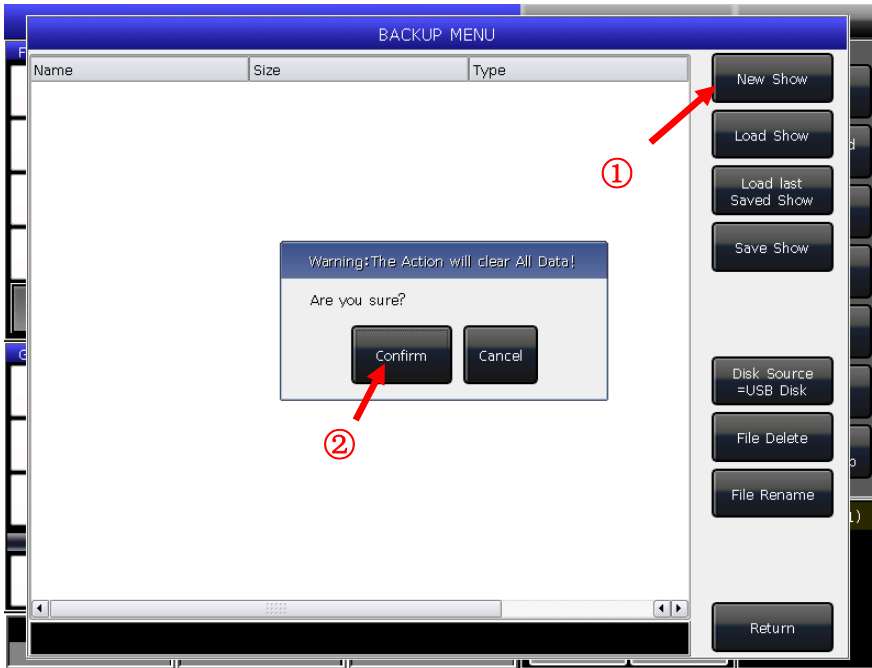 BACKUP MENU
Name Size Type
New Show
①
Load Show
Load last
Saved Show
Save Show
Warning:The Action will clear All Data!
Are you sure?
Confirm Cancel
②
Disk Source
=USB Disk
File Delete
File Rename
Return